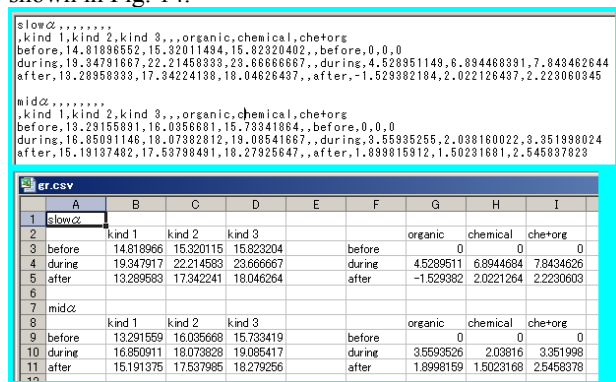 shown in Fig. 14.
slowα,,,,,,,,
,kind 1,kind 2,kind 3,,,organic,chemical,che+org
before,14.81896552,15.32011494,15.82320402,,before,0,0,0
during,19.34791667,22.21458333,23.66666667,,during,4.528951149,6.894468391,7.843462644
after,13.28958333,17.34224138,18.04626437,,after,-1.529382184,2.022126437,2.223060345
midα,,,,,,,,
,kind 1,kind 2,kind 3,,,organic,chemical,che+org
before,13.29155891,16.0356681,15.73341864,,before,0,0,0
during,16.85091146,18.07382812,19.08541667,,during,3.55935255,2.038160022,3.351998024
after,15.19137482,17.53798491,18.27925647,,after,1.899815912,1.50231681,2.545837823
gr.csv
A B C D E F G H I
1 slowα
2 kind 1 kind 2 kind 3 organic chemical che+org
3 before 14.818966 15.320115 15.823204 before 0 0 0
4 during 19.347917 22.214583 23.666667 during 4.5289511 6.8944684 7.8434626
5 after 13.289583 17.342241 18.046264 after -1.529382 2.0221264 2.2230603
6
7 midα
8 kind 1 kind 2 kind 3 organic chemical che+org
9 before 13.291559 16.035668 15.733419 before 0 0 0
10 during 16.850911 18.073828 19.085417 during 3.5593526 2.03816 3.351998
11 after 15.191375 17.537985 18.279256 after 1.8998159 1.5023168 2.5458378
12